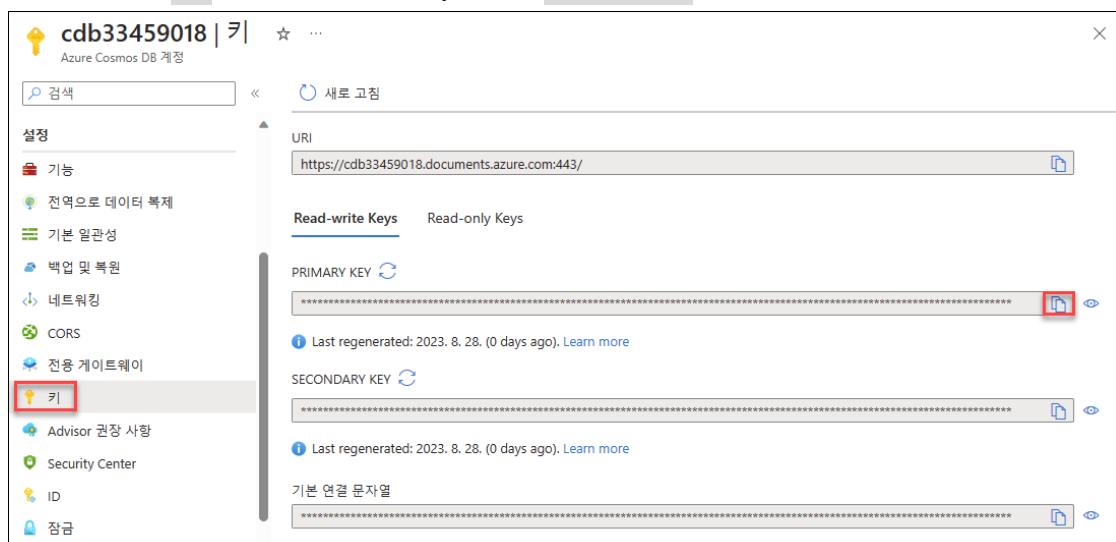 cdb33459018 | 키 ☆ ...
Azure Cosmos DB 계정
검색 «
새로 고침
설정
기능
전역으로 데이터 복제
기본 일관성
백업 및 복원
네트워킹
CORS
전용 게이트웨이
키
Advisor 권장 사항
Security Center
ID
잠금
URI
https://cdb33459018.documents.azure.com:443/
Read-write Keys Read-only Keys
PRIMARY KEY
Last regenerated: 2023. 8. 28. (0 days ago). Learn more
SECONDARY KEY
Last regenerated: 2023. 8. 28. (0 days ago). Learn more
기본 연결 문자열